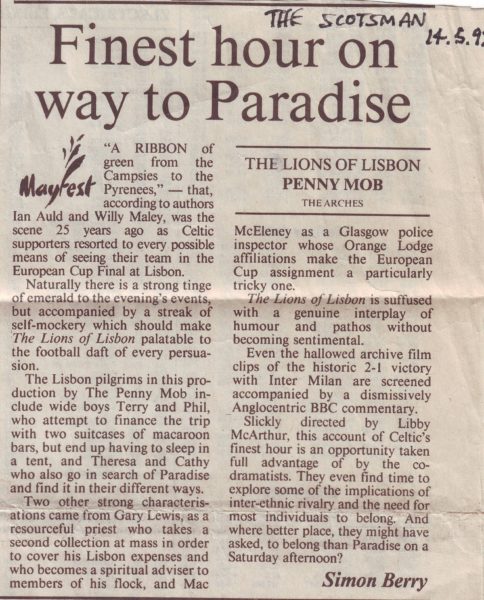 THE SCOTSMAN
14.5.92
Finest hour on
way to Paradise
Mayfest
"A RIBBON of
green from the
Campsies to the
Pyrenees," — that,
according to authors
Ian Auld and Willy Maley, was the
scene 25 years ago as Celtic
supporters resorted to every possible
means of seeing their team in the
European Cup Final at Lisbon.
Naturally there is a strong tinge
of emerald to the evening's events,
but accompanied by a streak of
self-mockery which should make
The Lions of Lisbon palatable to
the football daft of every persua-
sion.
The Lisbon pilgrims in this pro-
duction by The Penny Mob in-
clude wide boys Terry and Phil,
who attempt to finance the trip
with two suitcases of macaroon
bars, but end up having to sleep in
a tent, and Theresa and Cathy
who also go in search of Paradise
and find it in their different ways.
Two other strong characteris-
ations came from Gary Lewis, as a
resourceful priest who takes a
second collection at mass in order
to cover his Lisbon expenses and
who becomes a spiritual adviser to
members of his flock, and Mac
THE LIONS OF LISBON
PENNY MOB
THE ARCHES
McEleney as a Glasgow police
inspector whose Orange Lodge
affiliations make the European
Cup assignment a particularly
tricky one.
The Lions of Lisbon is suffused
with a genuine interplay of
humour and pathos without
becoming sentimental.
Even the hallowed archive film
clips of the historic 2-1 victory
with Inter Milan are screened
accompanied by a dismissively
Anglocentric BBC commentary.
Slickly directed by Libby
McArthur, this account of Celtic's
finest hour is an opportunity taken
full advantage of by the co-
dramatists. They even find time to
explore some of the implications of
inter-ethnic rivalry and the need for
most individuals to belong. And
where better place, they might have
asked, to belong than Paradise on a
Saturday afternoon?
Simon Berry